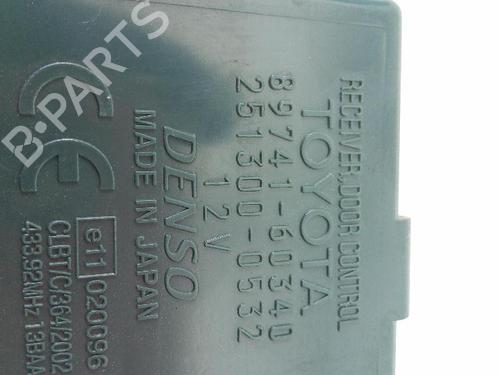 RECEIVER,DOOR CONTROL
TOYOTA
89741-60340
251300-0532
12V
DENSO
MADE IN JAPAN
CE
e11 020096
CLBT/C/364/2002
433.92MHz 13BAA
B-PARTS